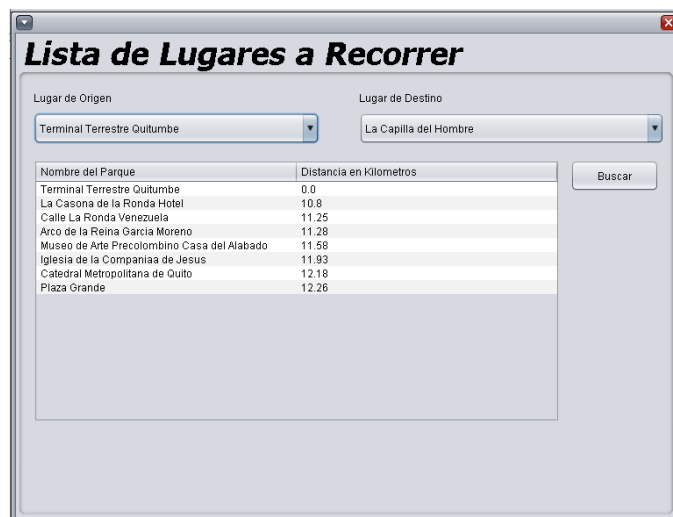 Lista de Lugares a Recorrer
Lugar de Origen Lugar de Destino
Terminal Terrestre Quitumbe La Capilla del Hombre
Nombre del Parque Distancia en Kilometros Buscar
Terminal Terrestre Quitumbe 0.0
La Casona de la Ronda Hotel 10.8
Calle La Ronda Venezuela 11.25
Arco de la Reina Garcia Moreno 11.28
Museo de Arte Precolombino Casa del Alabado 11.58
Iglesia de la Companiaa de Jesus 11.93
Catedral Metropolitana de Quito 12.18
Plaza Grande 12.26